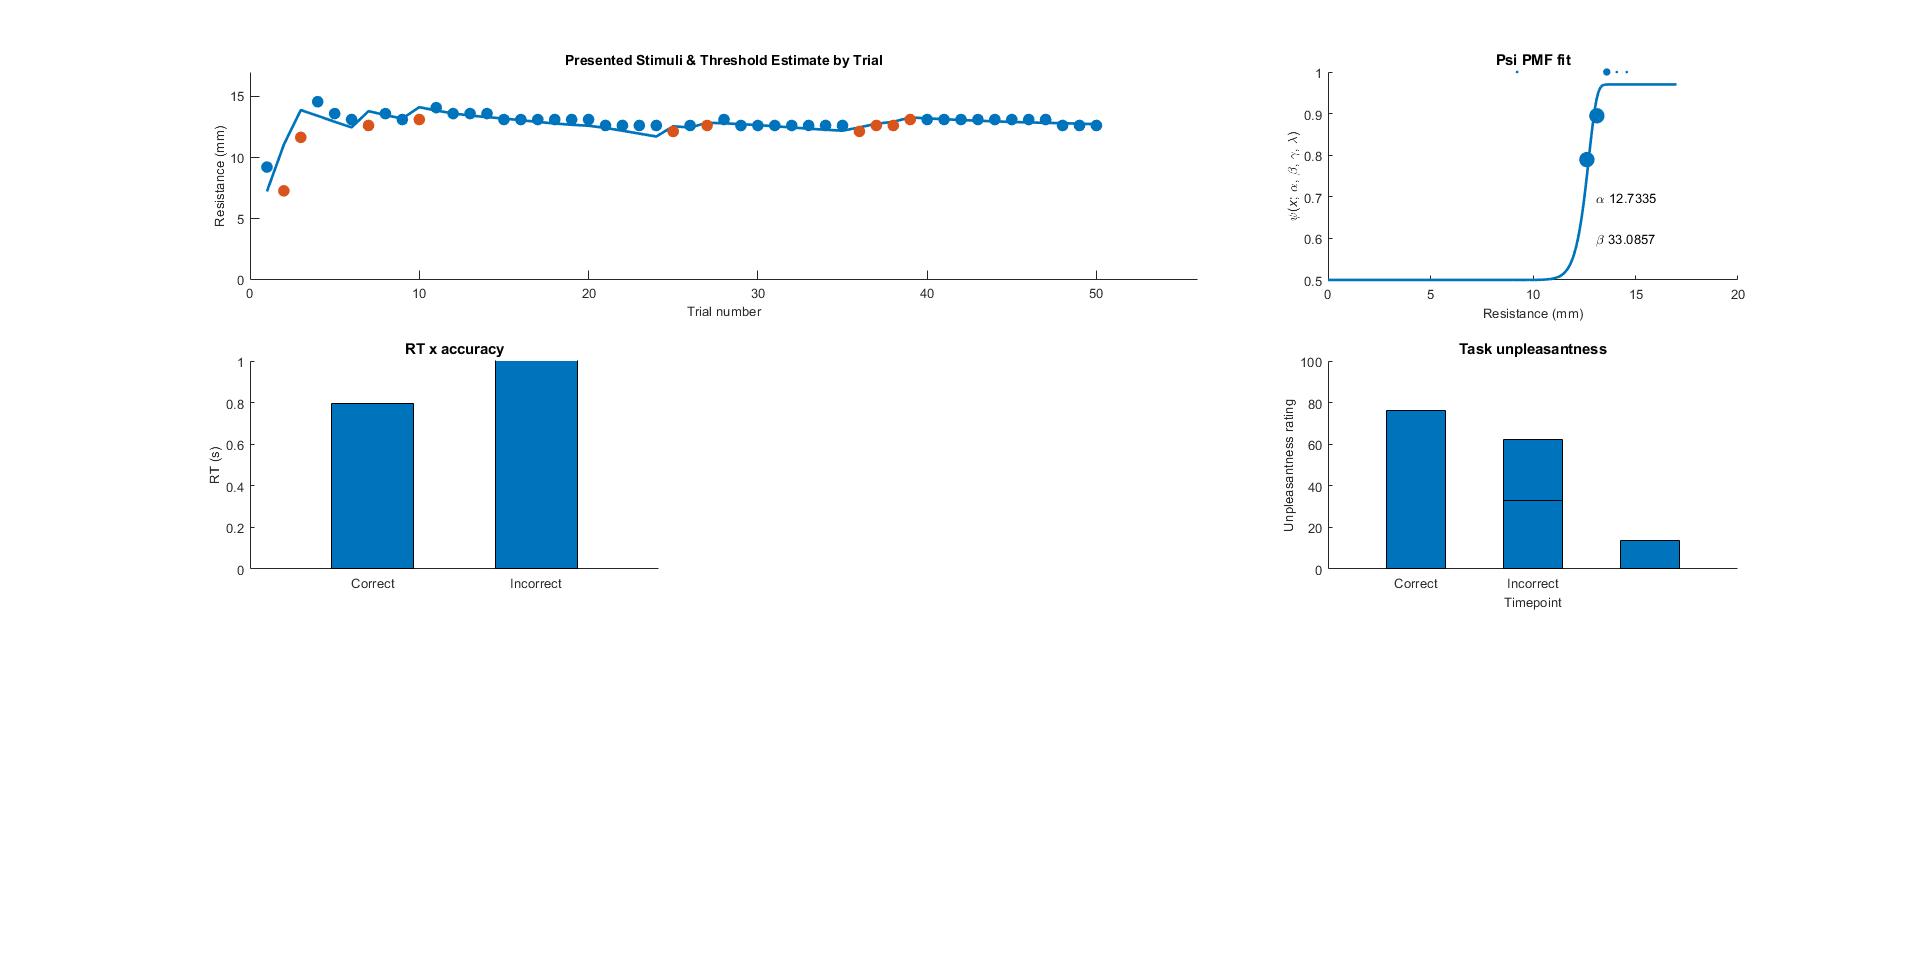 Presented Stimuli & Threshold Estimate by Trial
Resistance (mm)
15
10
5
0
0 10 20 30 40 50
Trial number
Psi PMF fit
ψ(x; α, β, γ, λ)
1
0.9
0.8
0.7
0.6
0.5
α 12.7335
β 33.0857
0 5 10 15 20
Resistance (mm)
RT x accuracy
RT (s)
1
0.8
0.6
0.4
0.2
0
Correct Incorrect
Task unpleasantness
Unpleasantness rating
100
80
60
40
20
0
Correct Incorrect
Timepoint